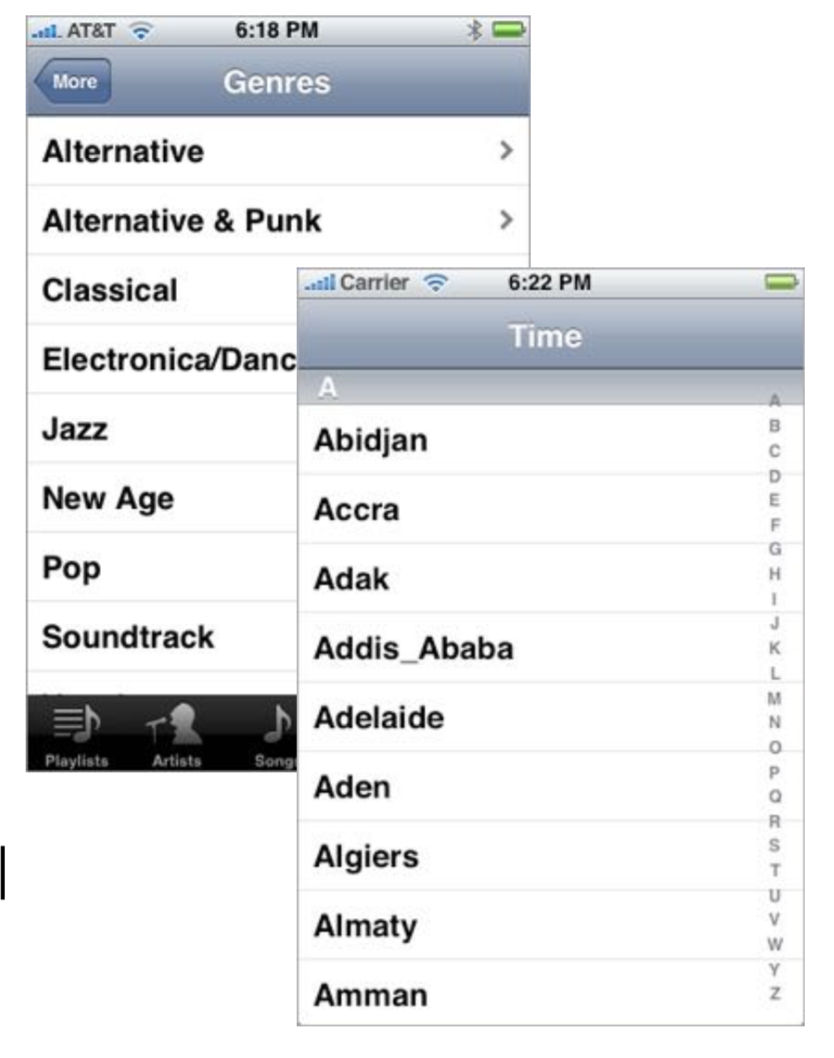 AT&T 6:18 PM
More Genres
Alternative
Alternative & Punk
Classical
Electronica/Danc
Jazz
New Age
Pop
Soundtrack
Playlists Artists Song
Carrier 6:22 PM
Time
A
Abidjan
Accra
Adak
Addis_Ababa
Adelaide
Aden
Algiers
Almaty
Amman
A
B
C
D
E
F
G
H
I
J
K
L
M
N
O
P
Q
R
S
T
U
V
W
Y
Z